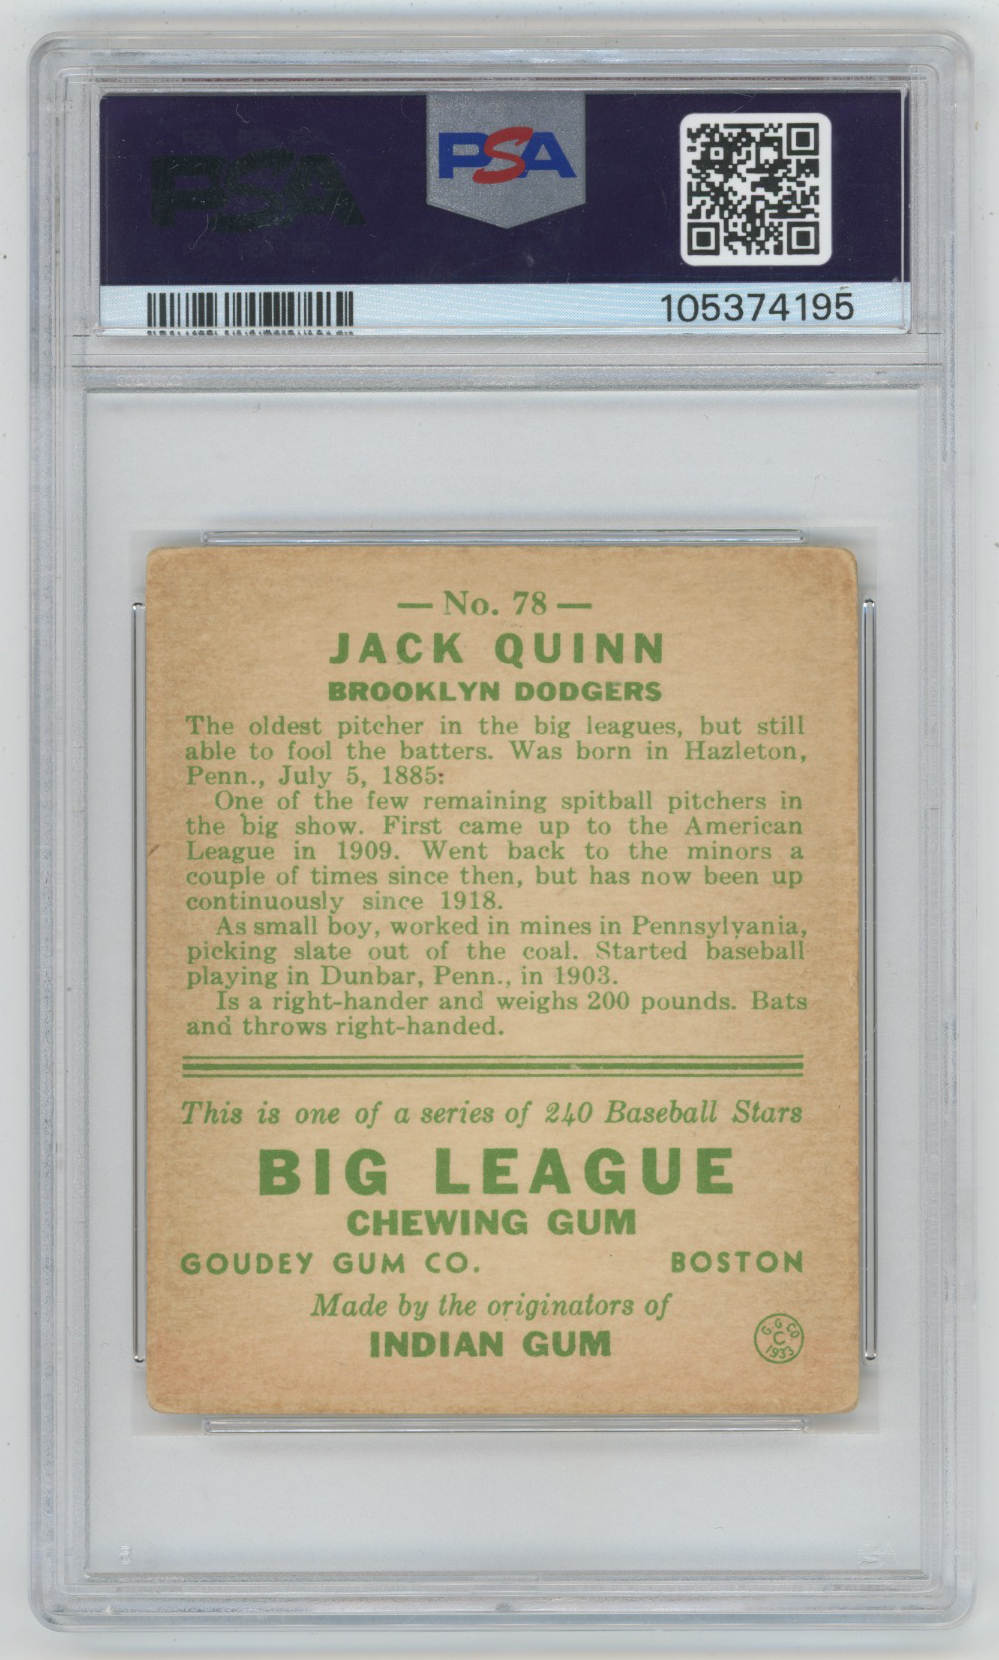 PSA
PSA
105374195
— No. 78 —
JACK QUINN
BROOKLYN DODGERS
The oldest pitcher in the big leagues, but still
able to fool the batters. Was born in Hazleton,
Penn., July 5, 1885:
One of the few remaining spitball pitchers in
the big show. First came up to the American
League in 1909. Went back to the minors a
couple of times since then, but has now been up
continuously since 1918.
As small boy, worked in mines in Pennsylvania,
picking slate out of the coal. Started baseball
playing in Dunbar, Penn., in 1903.
Is a right-hander and weighs 200 pounds. Bats
and throws right-handed.
This is one of a series of 240 Baseball Stars
BIG LEAGUE
CHEWING GUM
GOUDEY GUM CO. BOSTON
Made by the originators of
INDIAN GUM
G. G. CO
C
1933